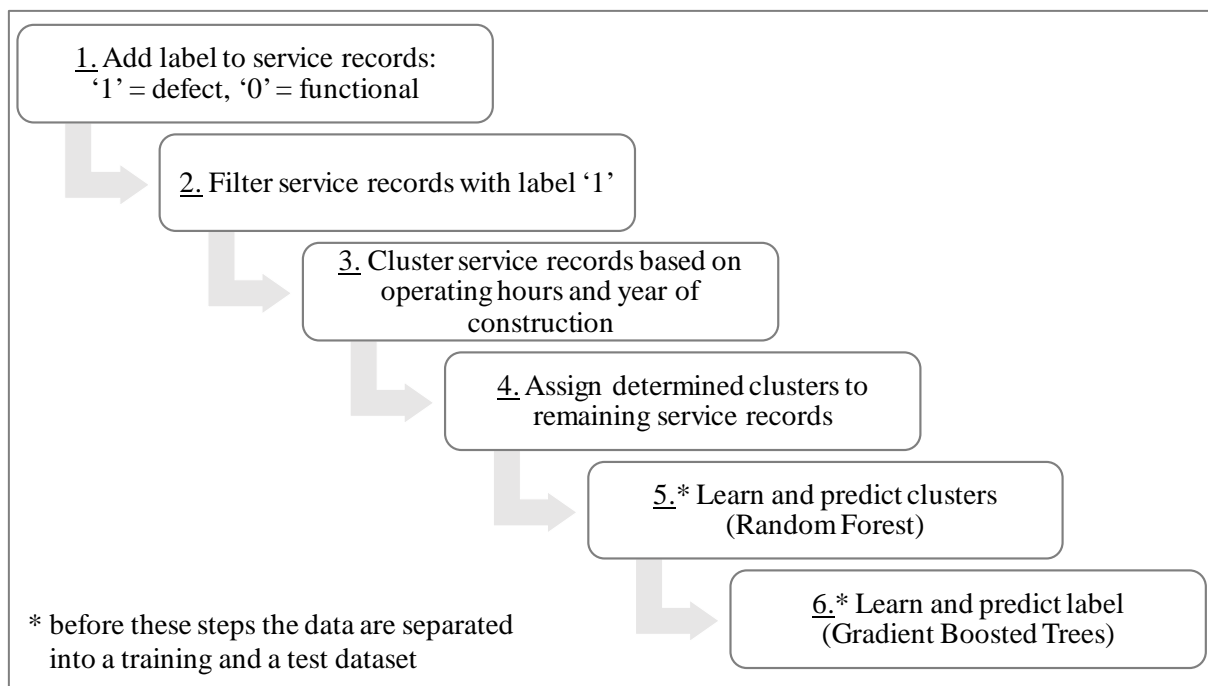 1. Add label to service records:
‘1’ = defect, ‘0’ = functional
2. Filter service records with label ‘1’
3. Cluster service records based on
operating hours and year of
construction
4. Assign determined clusters to
remaining service records
5.* Learn and predict clusters
(Random Forest)
6.* Learn and predict label
(Gradient Boosted Trees)
* before these steps the data are separated
into a training and a test dataset